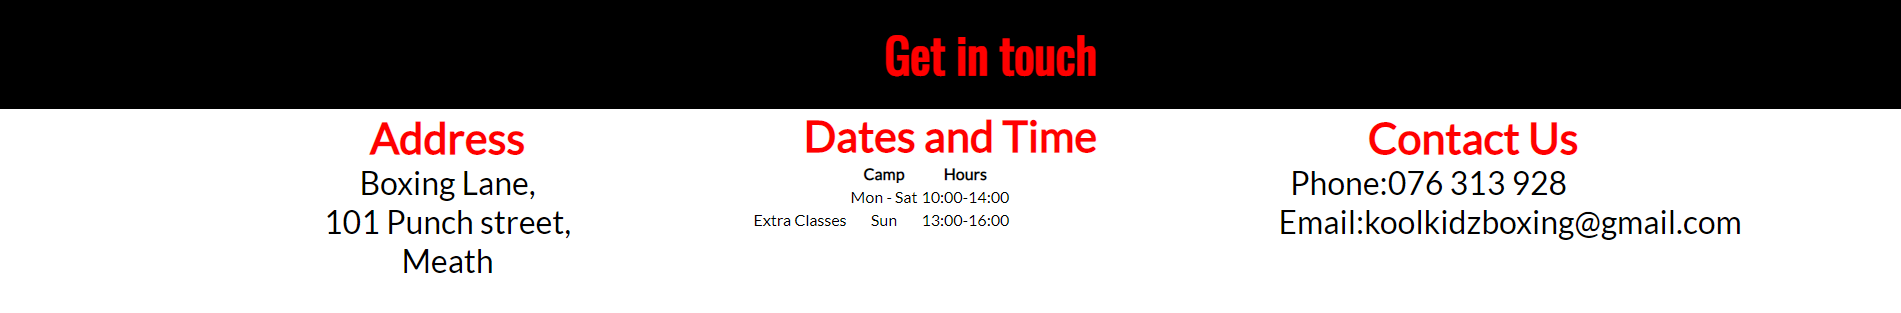 Get in touch
Address
Boxing Lane,
101 Punch street,
Meath
Dates and Time
Camp Hours
Mon - Sat 10:00-14:00
Extra Classes Sun 13:00-16:00
Contact Us
Phone:076 313 928
Email:koolkidzboxing@gmail.com